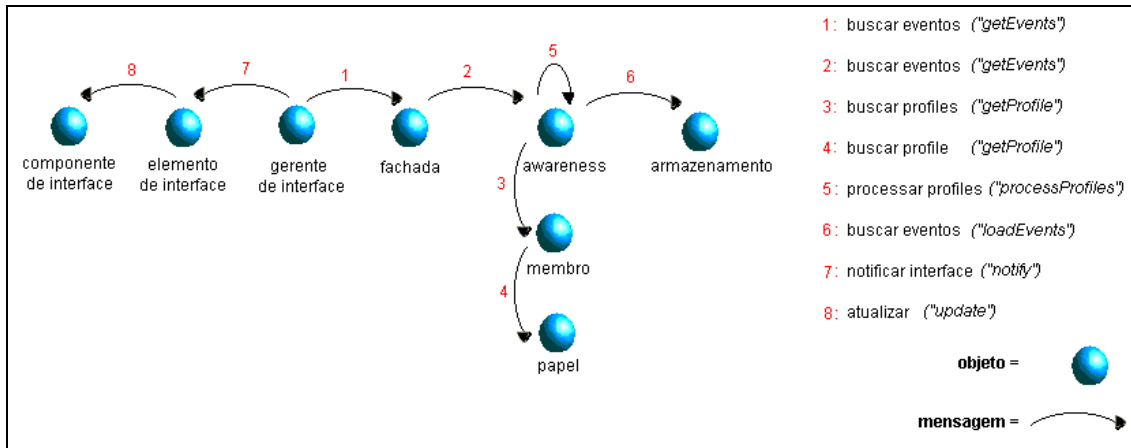 8
7
1
2
5
6
componente
de interface
elemento
de interface
gerente
de interface
fachada
awareness
armazenamento
3
membro
4
papel
1: buscar eventos ("getEvents")
2: buscar eventos ("getEvents")
3: buscar profiles ("getProfile")
4: buscar profile ("getProfile")
5: processar profiles ("processProfiles")
6: buscar eventos ("loadEvents")
7: notificar interface ("notify")
8: atualizar ("update")
objeto =
mensagem =